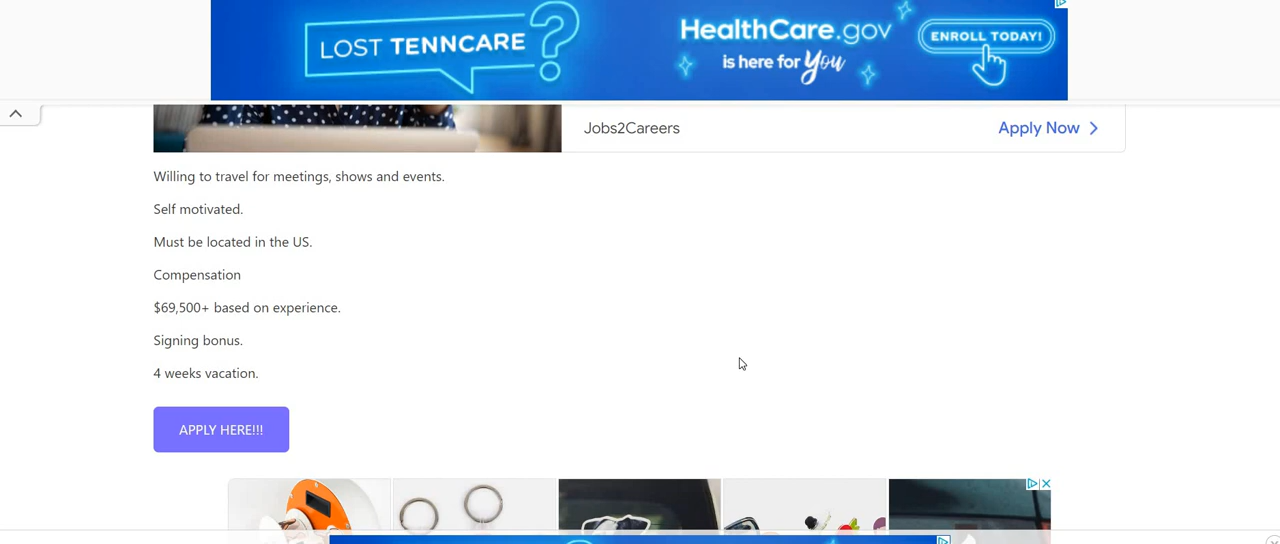 LOST TENNCARE ?
HealthCare.gov
is here for You
ENROLL TODAY!
Jobs2Careers
Apply Now
Willing to travel for meetings, shows and events.
Self motivated.
Must be located in the US.
Compensation
$69,500+ based on experience.
Signing bonus.
4 weeks vacation.
APPLY HERE!!!